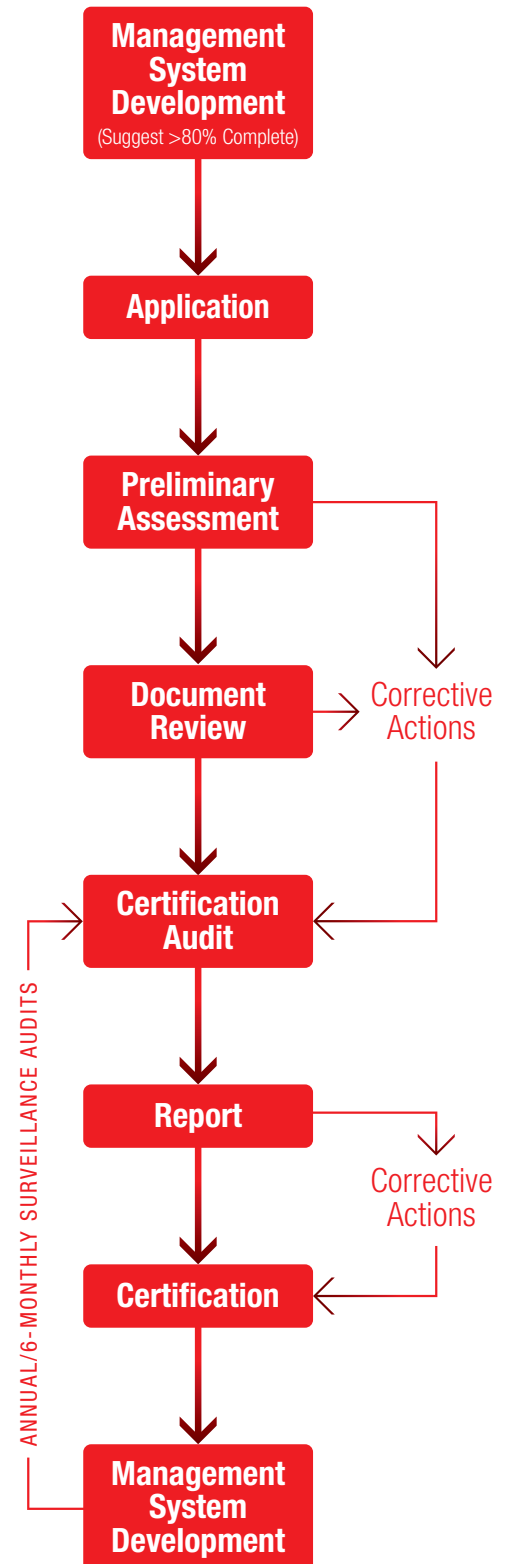 Management
System
Development
(Suggest >80% Complete)
Application
Preliminary
Assessment
Document
Review
Corrective
Actions
Certification
Audit
ANNUAL/6-MONTHLY SURVEILLANCE AUDITS
Report
Corrective
Actions
Certification
Management
System
Development